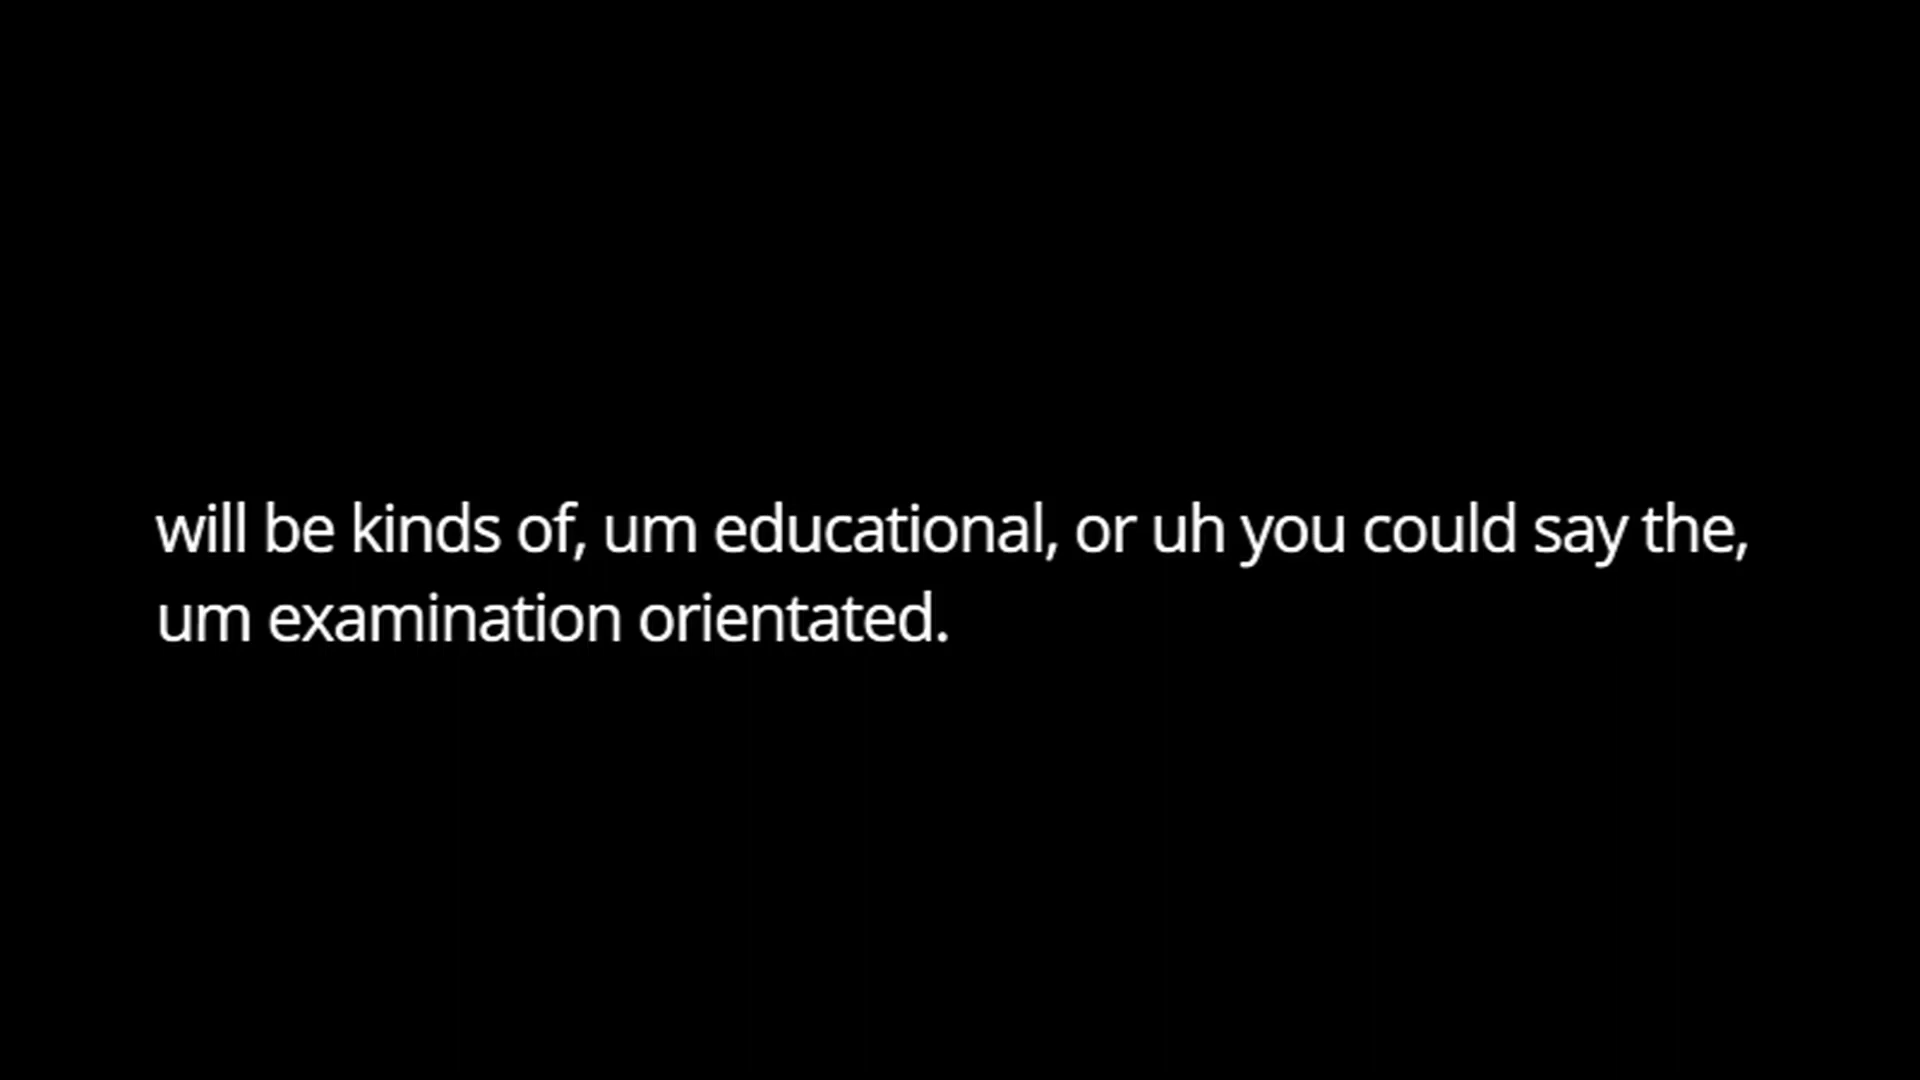 will be kinds of, um educational, or uh you could say the,
um examination orientated.